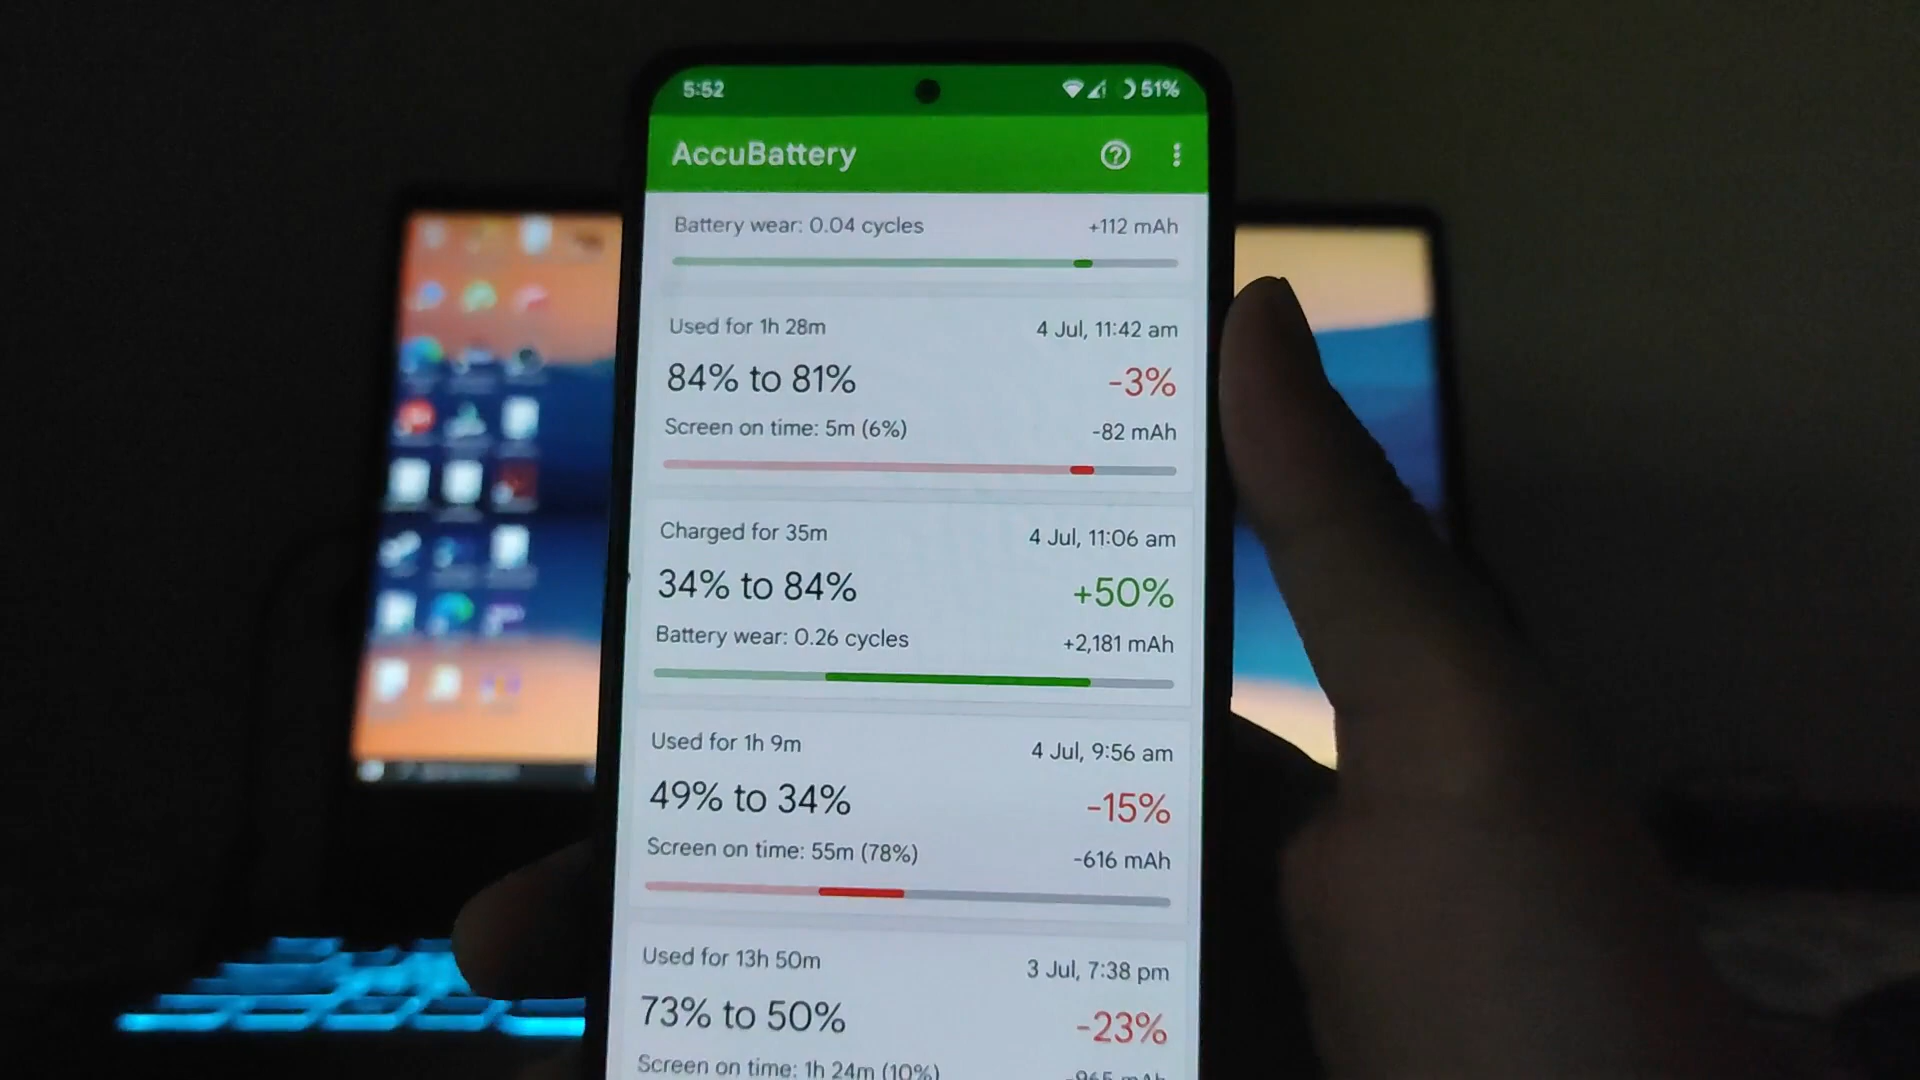 5:52 51%
AccuBattery
Battery wear: 0.04 cycles +112 mAh
Used for 1h 28m 4 Jul, 11:42 am
84% to 81% -3%
Screen on time: 5m (6%) -82 mAh
Charged for 35m 4 Jul, 11:06 am
34% to 84% +50%
Battery wear: 0.26 cycles +2,181 mAh
Used for 1h 9m 4 Jul, 9:56 am
49% to 34% -15%
Screen on time: 55m (78%) -616 mAh
Used for 13h 50m 3 Jul, 7:38 pm
73% to 50% -23%
Screen on time: 1h 24m (10%) -965 mAh